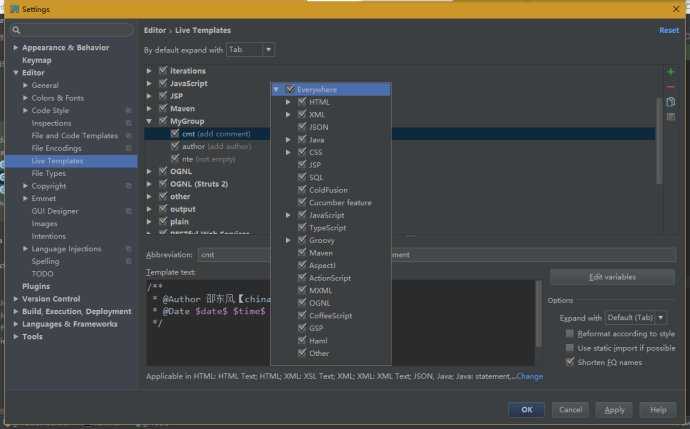 Settings
Editor › Live Templates
Reset
By default expand with Tab
Appearance & Behavior
Keymap
Editor
General
Colors & Fonts
Code Style
Inspections
File and Code Templates
File Encodings
Live Templates
File Types
Copyright
Emmet
GUI Designer
Images
Intentions
Language Injections
Spelling
TODO
Plugins
Version Control
Build, Execution, Deployment
Languages & Frameworks
Tools
iterations
JavaScript
JSP
Maven
MyGroup
cmt (add comment)
author (add author)
nte (not empty)
OGNL
OGNL (Struts 2)
other
output
plain
RESTful Web Services
Everywhere
HTML
XML
JSON
Java
CSS
JSP
SQL
ColdFusion
Cucumber feature
JavaScript
TypeScript
Groovy
Maven
AspectJ
ActionScript
MXML
OGNL
CoffeeScript
GSP
Haml
Other
Abbreviation: cmt
Template text:
/**
* @Author 邵东风【china
* @Date $date$ $time$
*/
Edit variables
Options
Expand with Default (Tab)
Reformat according to style
Use static import if possible
Shorten FQ names
Applicable in HTML: HTML Text; HTML; XML: XSL Text; XML; XML: XML Text; JSON, Java; Java: statement,...Change
OK
Cancel
Apply
Help